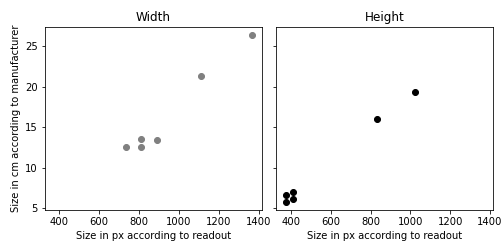 Width
Height
Size in cm according to manufacturer
25
20
15
10
5
400 600 800 1000 1200 1400
400 600 800 1000 1200 1400
Size in px according to readout
Size in px according to readout